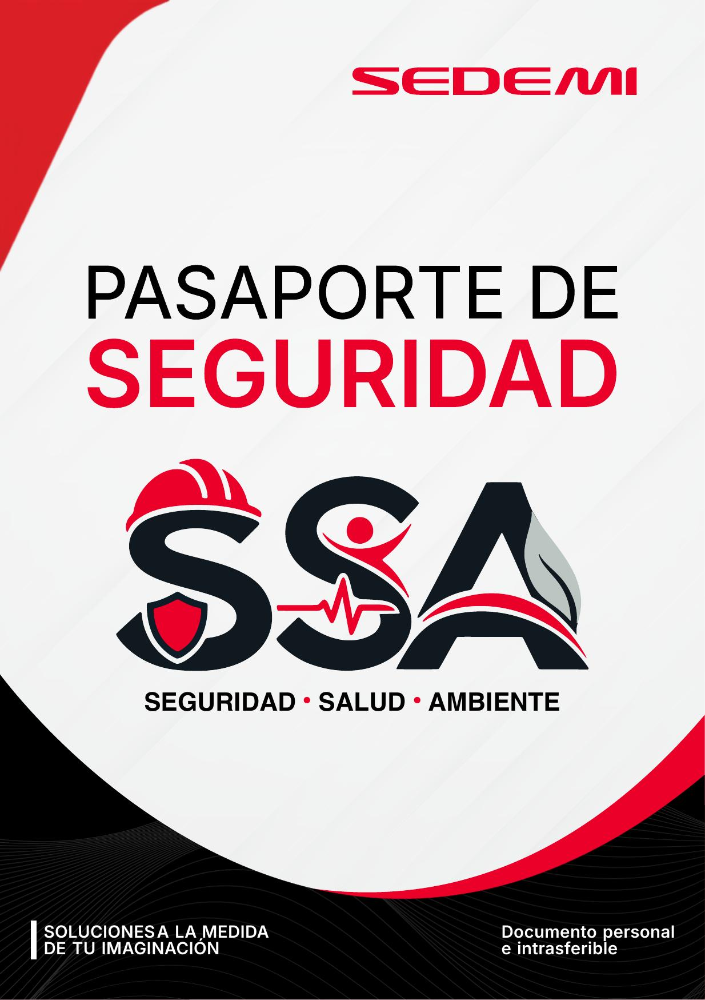 SEDEMI
PASAPORTE DE
SEGURIDAD
SSA
SEGURIDAD • SALUD • AMBIENTE
SOLUCIONES A LA MEDIDA
DE TU IMAGINACIÓN
Documento personal
e intrasferible